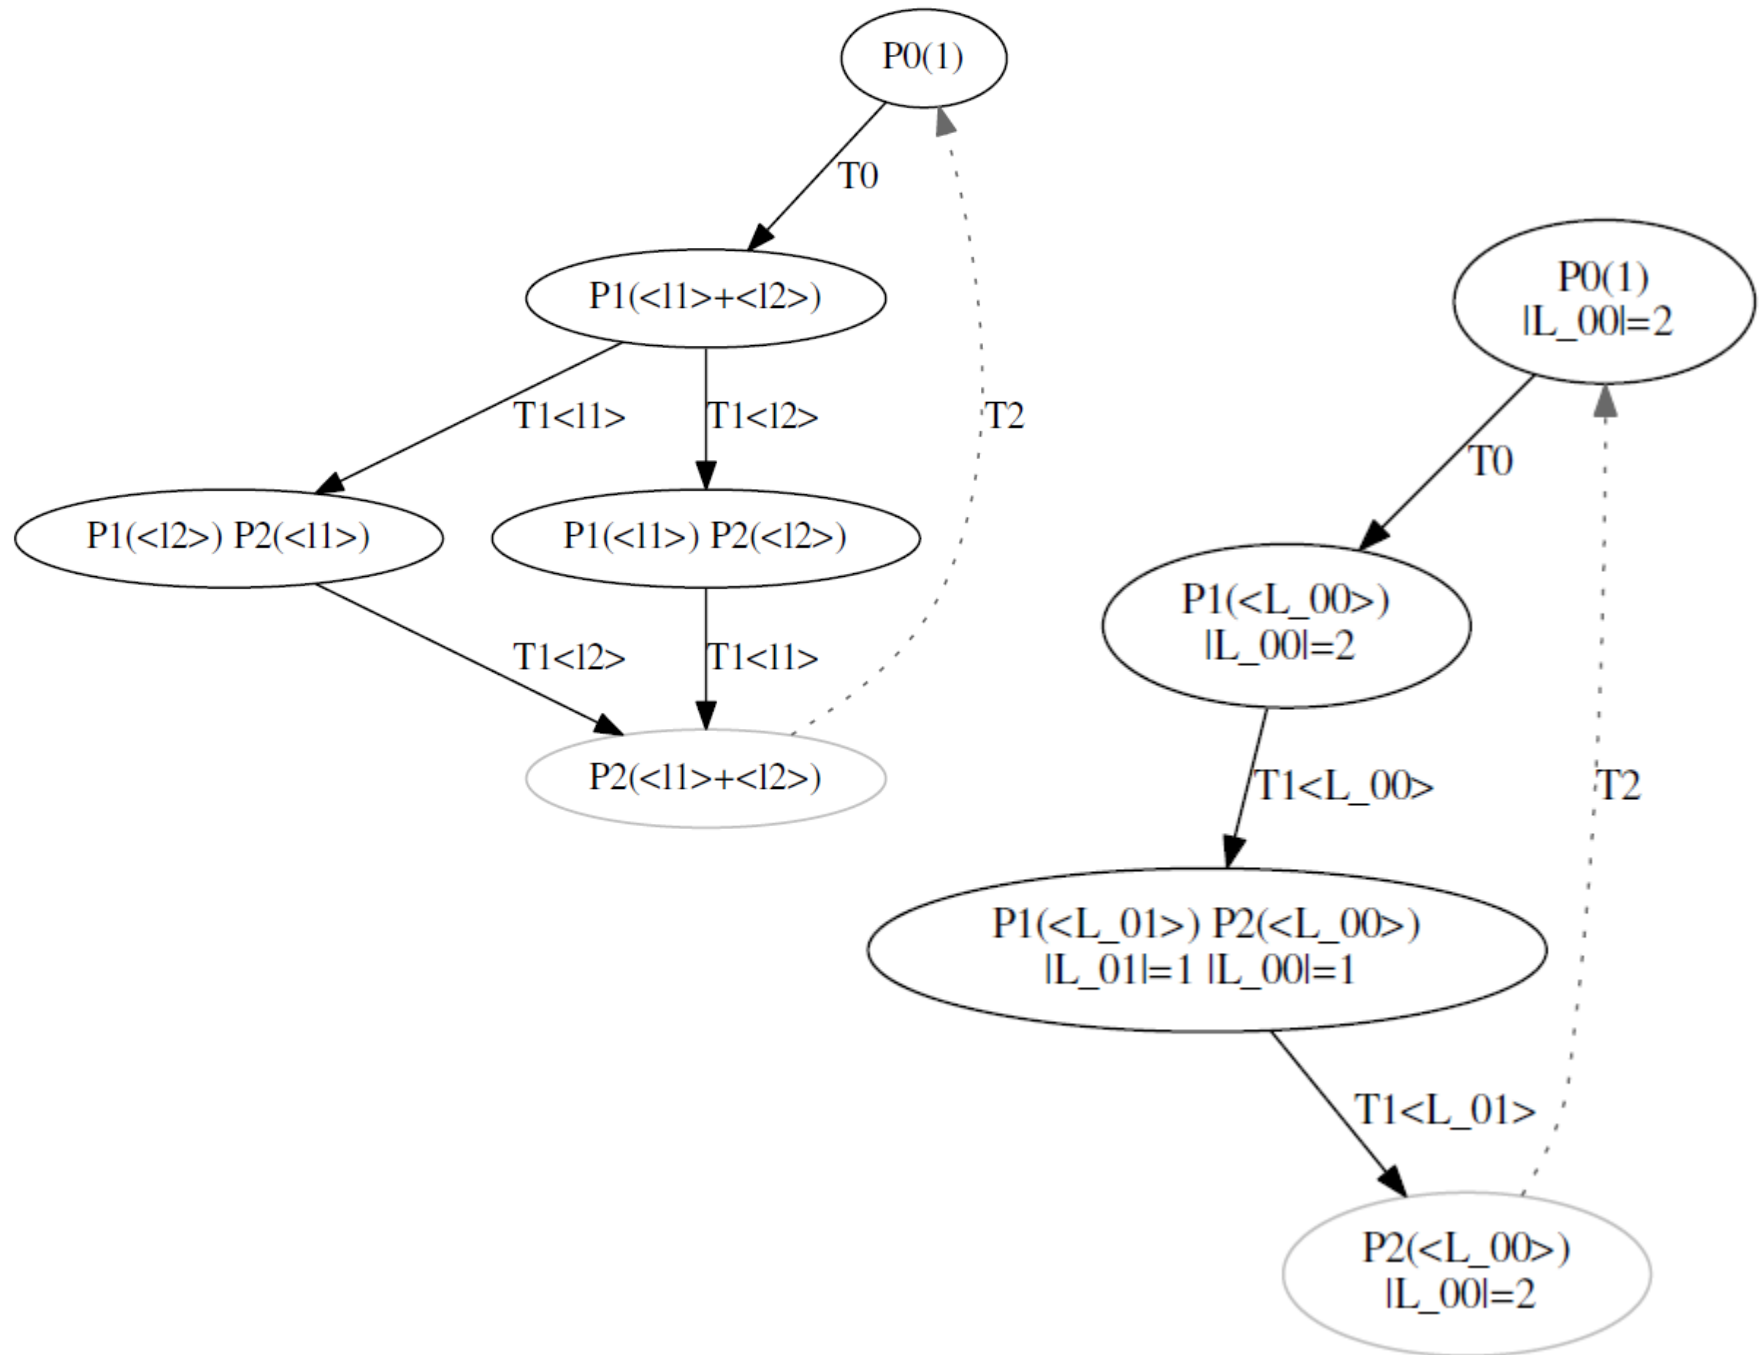 P0(1)
T0
P1(<l1>+<l2>)
T1<l1>
T1<l2>
T2
P1(<l2>) P2(<l1>)
P1(<l1>) P2(<l2>)
T1<l2>
T1<l1>
P2(<l1>+<l2>)
P0(1)
|L_00|=2
T0
P1(<L_00>)
|L_00|=2
T1<L_00>
T2
P1(<L_01>) P2(<L_00>)
|L_01|=1 |L_00|=1
T1<L_01>
P2(<L_00>)
|L_00|=2